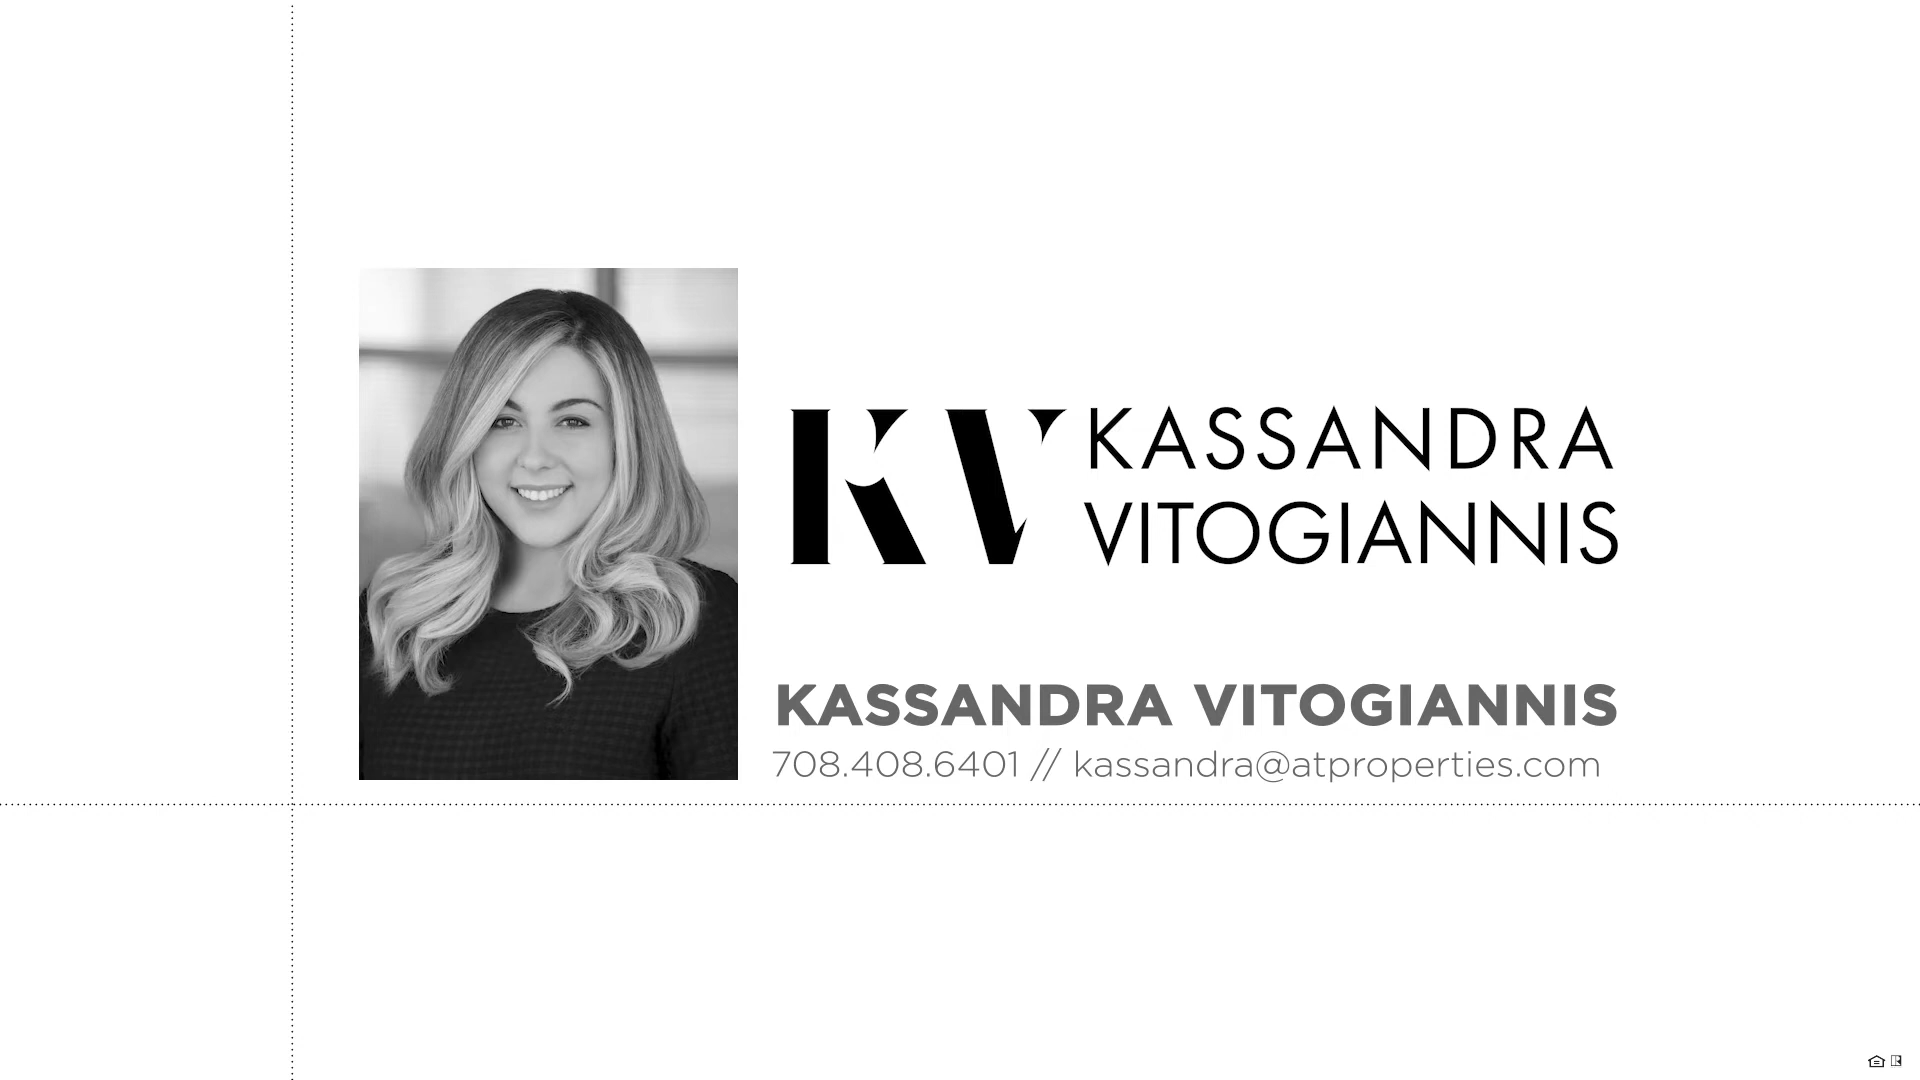 KV KASSANDRA
VITOGIANNIS
KASSANDRA VITOGIANNIS
708.408.6401 // kassandra@atproperties.com